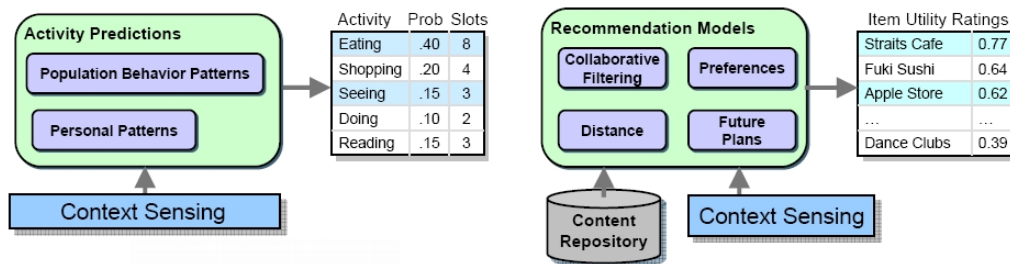 Activity Predictions
Population Behavior Patterns
Personal Patterns
Context Sensing
Activity Prob Slots
Eating .40 8
Shopping .20 4
Seeing .15 3
Doing .10 2
Reading .15 3
Recommendation Models
Collaborative
Filtering
Preferences
Distance
Future
Plans
Content
Repository
Context Sensing
Item Utility Ratings
Straits Cafe 0.77
Fuki Sushi 0.64
Apple Store 0.62
... ...
Dance Clubs 0.39